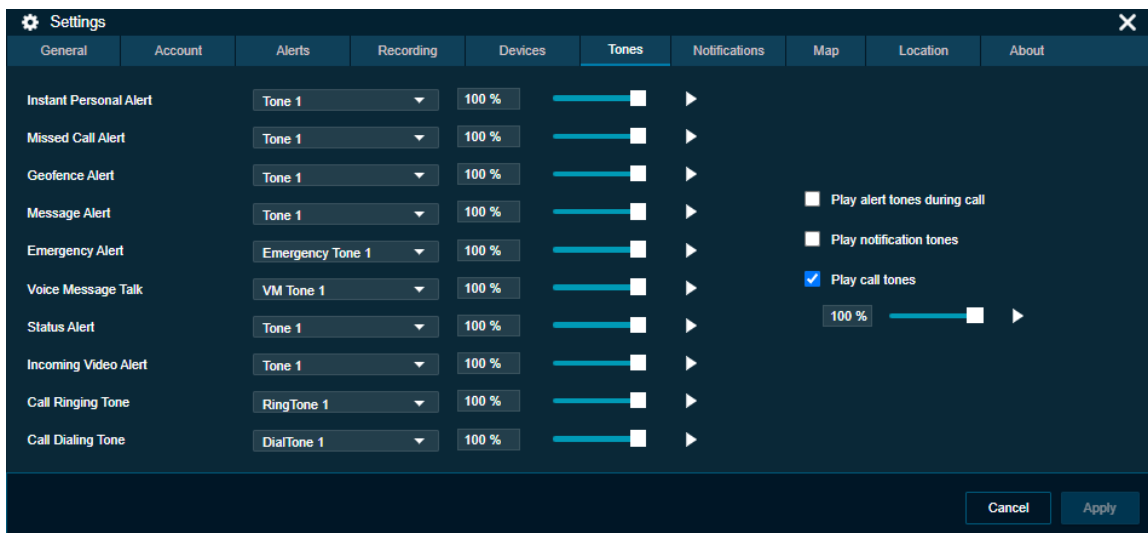 Settings
General Account Alerts Recording Devices Tones Notifications Map Location About
Instant Personal Alert Tone 1 100 %
Missed Call Alert Tone 1 100 %
Geofence Alert Tone 1 100 %
Message Alert Tone 1 100 %
Emergency Alert Emergency Tone 1 100 %
Voice Message Talk VM Tone 1 100 %
Status Alert Tone 1 100 %
Incoming Video Alert Tone 1 100 %
Call Ringing Tone RingTone 1 100 %
Call Dialing Tone DialTone 1 100 %
Play alert tones during call
Play notification tones
Play call tones
100 %
Cancel Apply